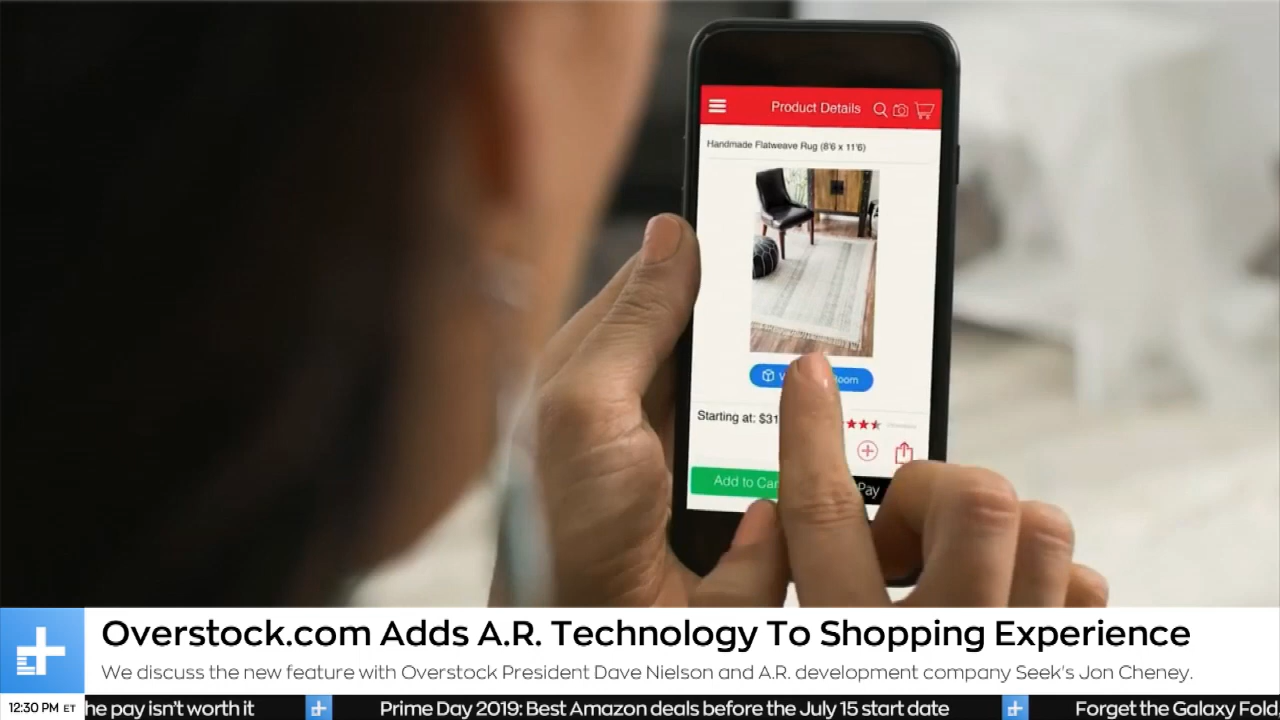 Product Details
Handmade Flatweave Rug (8'6 x 11'6)
Starting at: $31
Add to Car
Pay
Overstock.com Adds A.R. Technology To Shopping Experience
We discuss the new feature with Overstock President Dave Nielson and A.R. development company Seek's Jon Cheney.
12:30 PM ET
he pay isn't worth it
Prime Day 2019: Best Amazon deals before the July 15 start date
Forget the Galaxy Fold